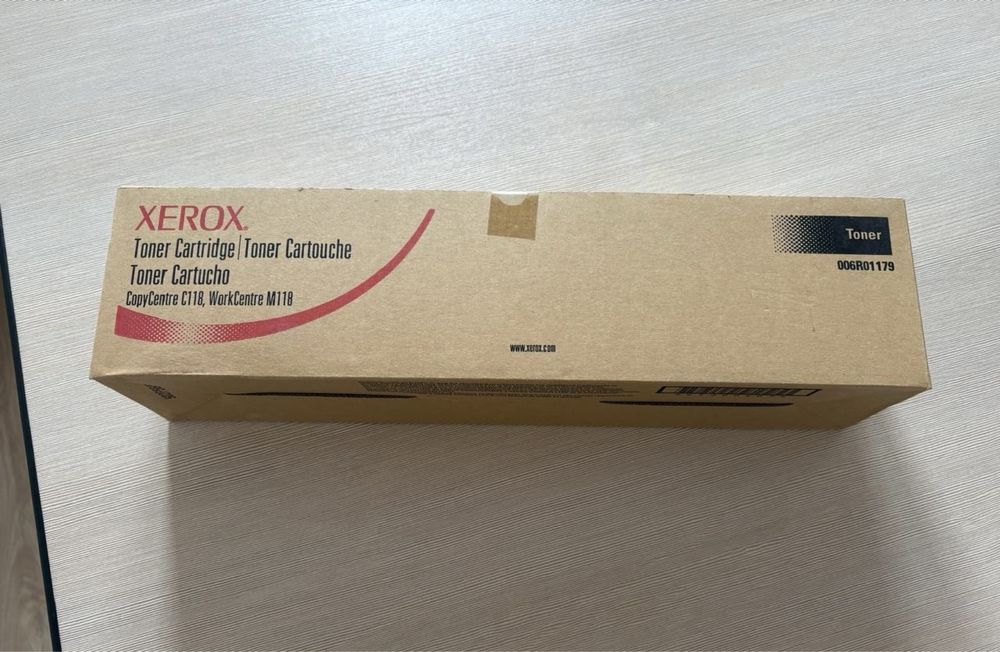 XEROX®
Toner Cartridge | Toner Cartouche
Toner Cartucho
CopyCentre C118, WorkCentre M118
Toner
006R01179
www.xerox.com